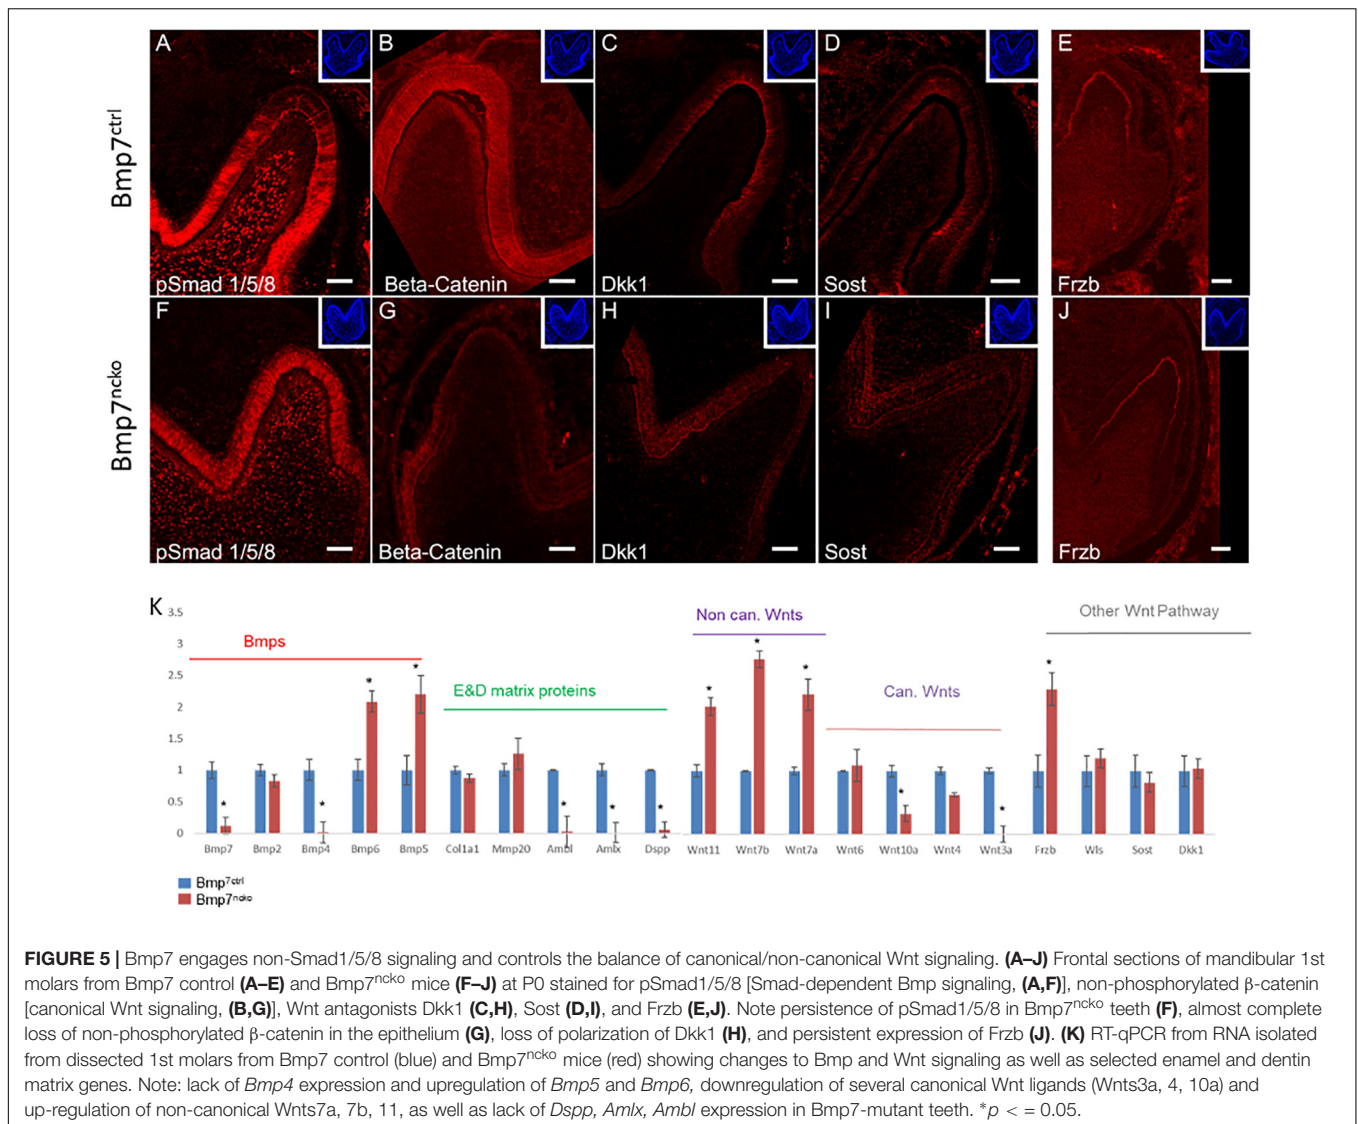 A B C D E
Bmp7ctrl
pSmad 1/5/8 Beta-Catenin Dkk1 Sost Frzb
F G H I J
Bmp7ncko
pSmad 1/5/8 Beta-Catenin Dkk1 Sost Frzb
K
3.5
3
2.5
2
1.5
1
0.5
0
Bmps
E&D matrix proteins
Non can. Wnts
Can. Wnts
Other Wnt Pathway
* * * * * * * * * * * * *
Bmp7 Bmp2 Bmp4 Bmp6 Bmp5 Col1a1 Mmp20 Ambl Amlx Dspp Wnt11 Wnt7b Wnt7a Wnt6 Wnt10a Wnt4 Wnt3a Frzb Wls Sost Dkk1
Bmp7ctrl
Bmp7ncko
FIGURE 5 | Bmp7 engages non-Smad1/5/8 signaling and controls the balance of canonical/non-canonical Wnt signaling. (A–J) Frontal sections of mandibular 1st
molars from Bmp7 control (A–E) and Bmp7ncko mice (F–J) at P0 stained for pSmad1/5/8 [Smad-dependent Bmp signaling, (A,F)], non-phosphorylated β-catenin
[canonical Wnt signaling, (B,G)], Wnt antagonists Dkk1 (C,H), Sost (D,I), and Frzb (E,J). Note persistence of pSmad1/5/8 in Bmp7ncko teeth (F), almost complete
loss of non-phosphorylated β-catenin in the epithelium (G), loss of polarization of Dkk1 (H), and persistent expression of Frzb (J). (K) RT-qPCR from RNA isolated
from dissected 1st molars from Bmp7 control (blue) and Bmp7ncko mice (red) showing changes to Bmp and Wnt signaling as well as selected enamel and dentin
matrix genes. Note: lack of Bmp4 expression and upregulation of Bmp5 and Bmp6, downregulation of several canonical Wnt ligands (Wnts3a, 4, 10a) and
up-regulation of non-canonical Wnts7a, 7b, 11, as well as lack of Dspp, Amlx, Ambl expression in Bmp7-mutant teeth. *p < = 0.05.